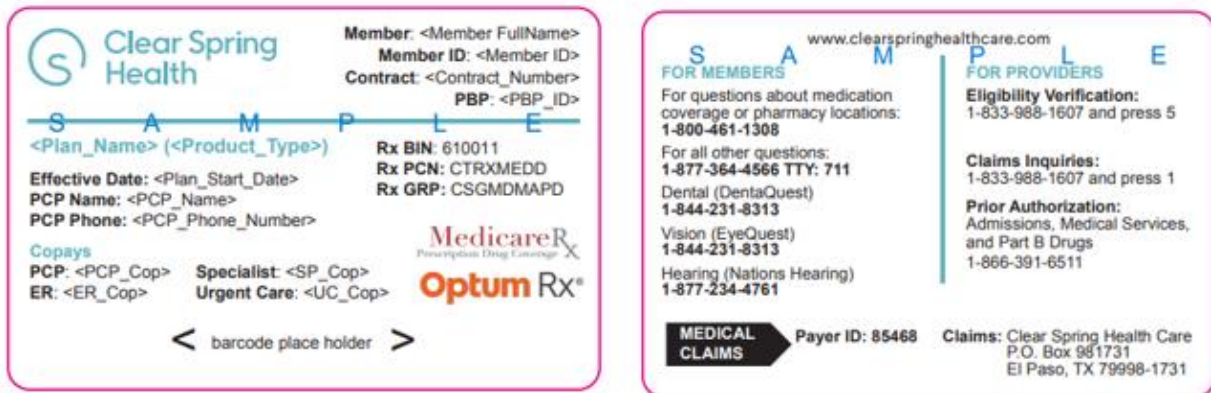 Clear Spring
Health
Member: <Member FullName>
Member ID: <Member ID>
Contract: <Contract_Number>
PBP: <PBP_ID>
S A M P L E
<Plan_Name> (<Product_Type>)
Effective Date: <Plan_Start_Date>
PCP Name: <PCP_Name>
PCP Phone: <PCP_Phone_Number>
Rx BIN: 610011
Rx PCN: CTRXMEDD
Rx GRP: CSGMDMAPD
Copays
PCP: <PCP_Cop> Specialist: <SP_Cop>
ER: <ER_Cop> Urgent Care: <UC_Cop>
MedicareRx
Prescription Drug Coverage
Optum Rx®
< barcode place holder >
www.clearspringhealthcare.com
S A M P L E
FOR MEMBERS
For questions about medication
coverage or pharmacy locations:
1-800-461-1308
For all other questions:
1-877-364-4566 TTY: 711
Dental (DentaQuest)
1-844-231-8313
Vision (EyeQuest)
1-844-231-8313
Hearing (Nations Hearing)
1-877-234-4761
FOR PROVIDERS
Eligibility Verification:
1-833-988-1607 and press 5
Claims Inquiries:
1-833-988-1607 and press 1
Prior Authorization:
Admissions, Medical Services,
and Part B Drugs
1-866-391-6511
MEDICAL
CLAIMS
Payer ID: 85468
Claims: Clear Spring Health Care
P.O. Box 981731
El Paso, TX 79998-1731